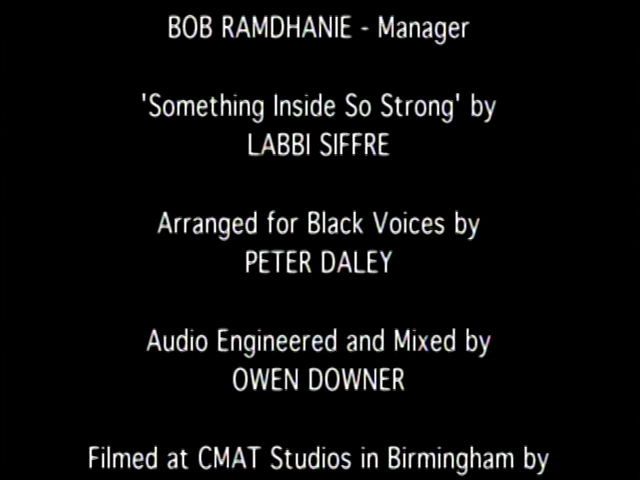 BOB RAMDHANIE - Manager
'Something Inside So Strong' by
LABBI SIFFRE
Arranged for Black Voices by
PETER DALEY
Audio Engineered and Mixed by
OWEN DOWNER
Filmed at CMAT Studios in Birmingham by